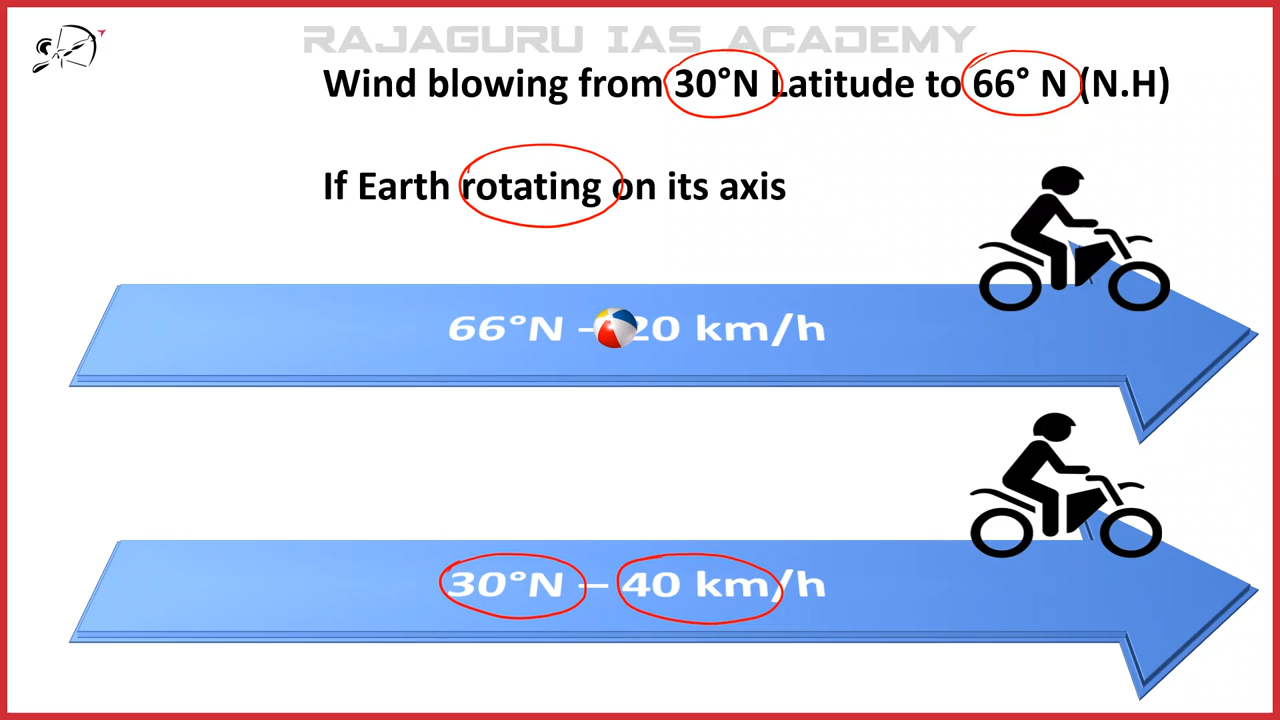 RAJAGURU IAS ACADEMY
Wind blowing from 30°N Latitude to 66° N (N.H)
If Earth rotating on its axis
66°N – 20 km/h
30°N – 40 km/h